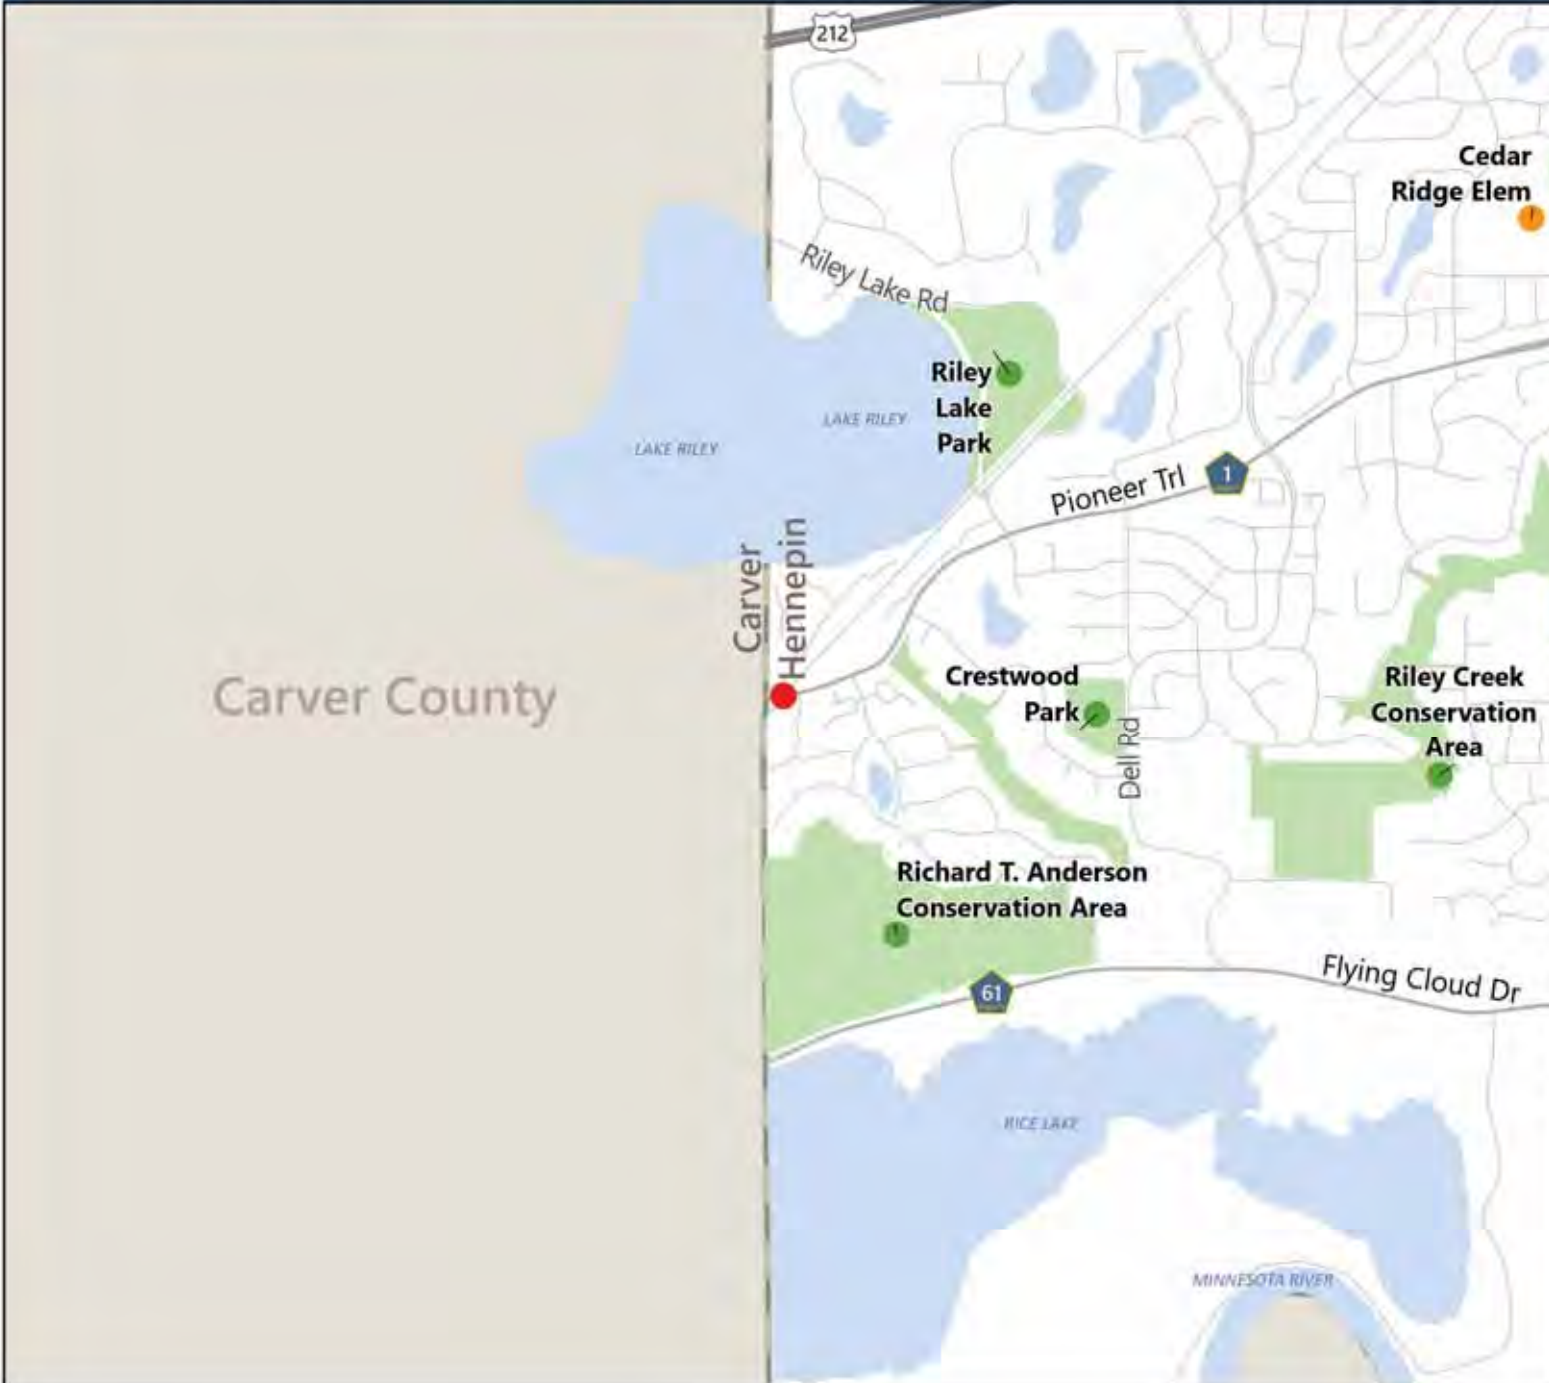 212
Cedar
Ridge Elem
Riley Lake Rd
Riley
Lake
Park
LAKE RILEY
LAKE RILEY
Pioneer Trl
1
Carver
Hennepin
Carver County
Crestwood
Park
Dell Rd
Riley Creek
Conservation
Area
Richard T. Anderson
Conservation Area
61
Flying Cloud Dr
RICE LAKE
MINNESOTA RIVER